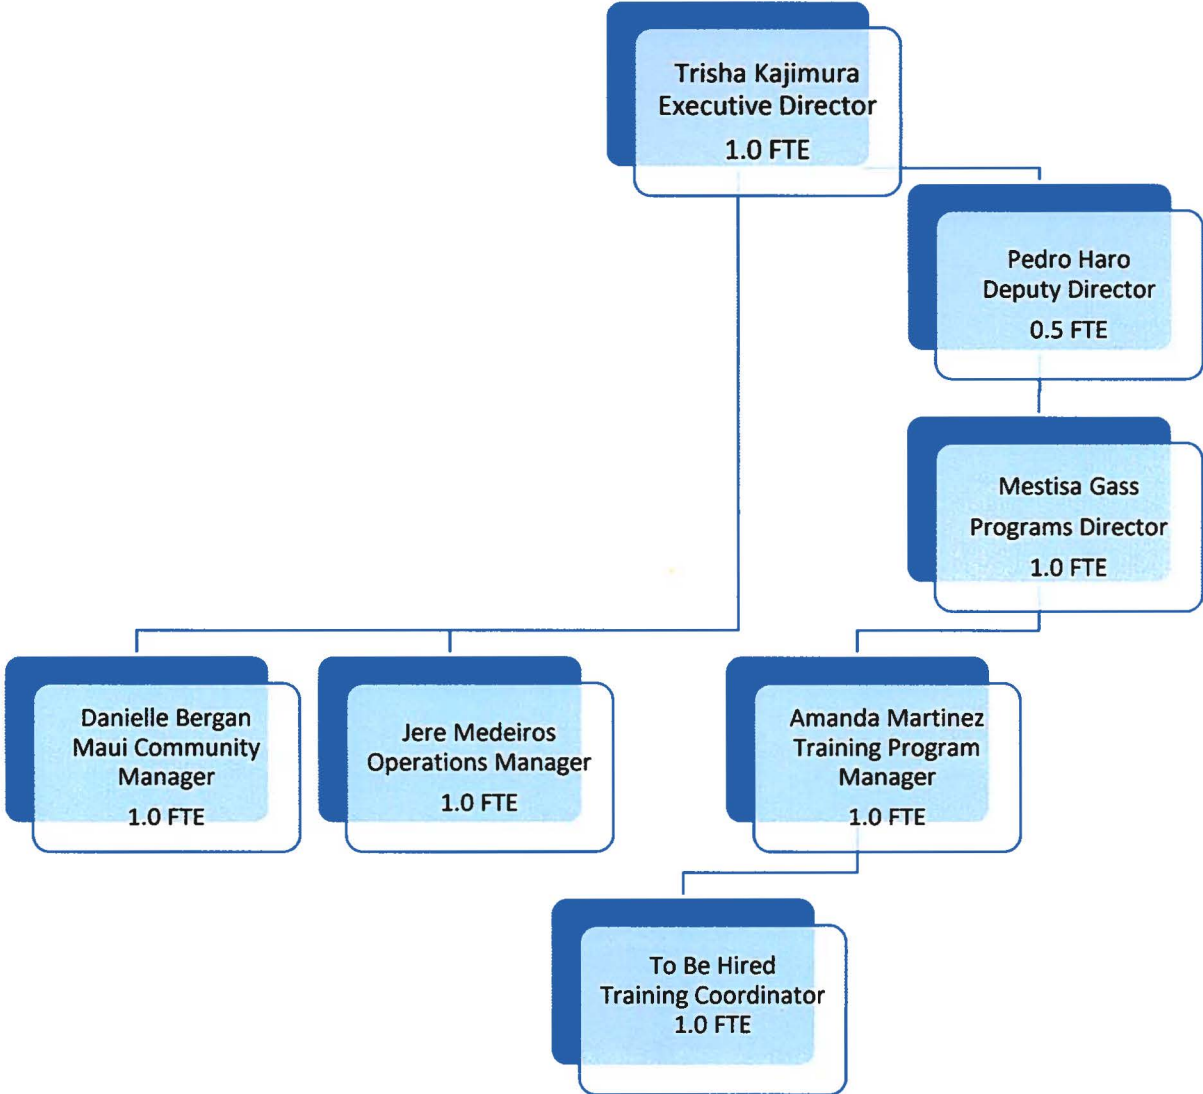 Trisha Kajimura
Executive Director
1.0 FTE
Pedro Haro
Deputy Director
0.5 FTE
Mestisa Gass
Programs Director
1.0 FTE
Danielle Bergan
Maui Community
Manager
1.0 FTE
Jere Medeiros
Operations Manager
1.0 FTE
Amanda Martinez
Training Program
Manager
1.0 FTE
To Be Hired
Training Coordinator
1.0 FTE